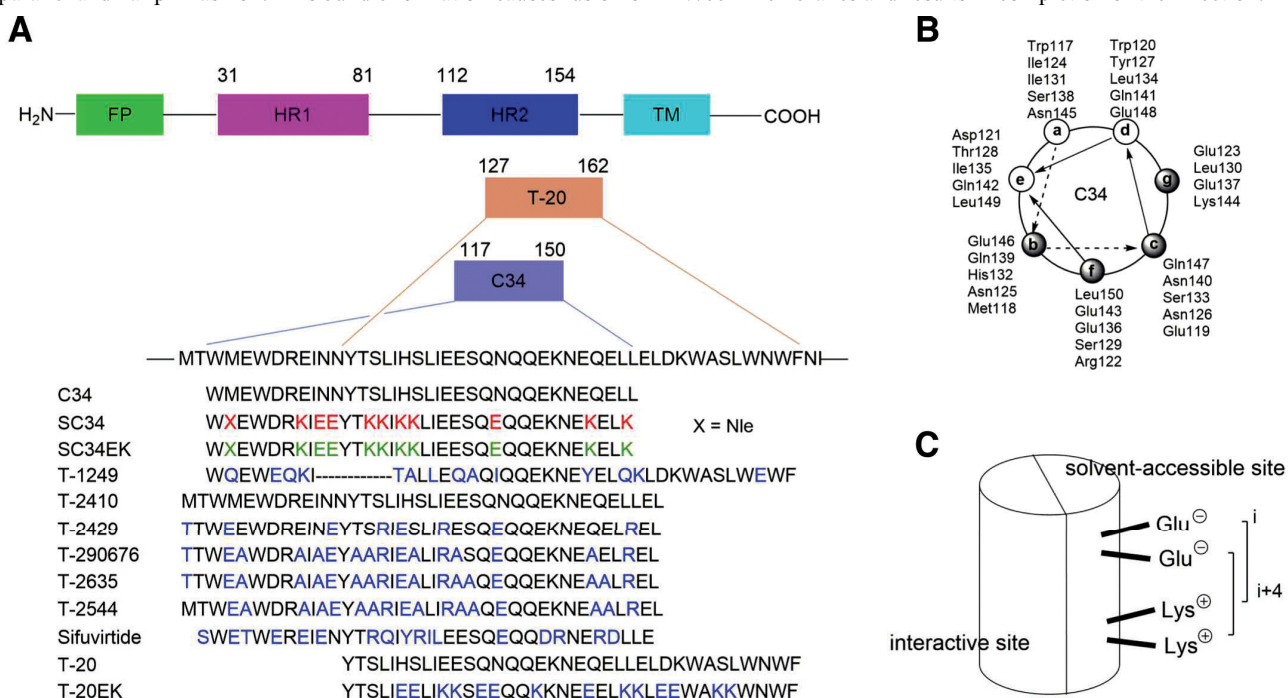 A
31 81 112 154
H₂N FP HR1 HR2 TM COOH
127 162
T-20
117 150
C34
MTWMEWDREINNYTSLIHSLIEESQNQQEKNEQELLELDKWASLWNWFNI
C34 WMEWDREINNYTSLIHSLIEESQNQQEKNEQELL
SC34 WXEWDRKIEEYTKKIKKLIEESQEQQEKNEKELK X = Nle
SC34EK WXEWDRKIEEYTKKIKKLIEESQEQQEKNEKELK
T-1249 WQEWEQKI------------TALLEQAQIQQEKNEYELQKLDKWASLWEWF
T-2410 MTWMEWDREINNYTSLIHSLIEESQNQQEKNEQELLEL
T-2429 TTWEEWDREINEYTSRIESLIRESQEQQEKNEQELREL
T-290676 TTWEAWDRAIAEYAARIEALIRASQEQQEKNEAELREL
T-2635 TTWEAWDRAIAEYAARIEALIRAAQEQQEKNEAALREL
T-2544 MTWEAWDRAIAEYAARIEALIRAAQEQQEKNEAALREL
Sifuvirtide SWETWEREIENYTRQIYRILEESQEQQDRNERDLLE
T-20 YTSLIHSLIEESQNQQEKNEQELLELDKWASLWNWF
T-20EK YTSLIEELIKKSEEQQKKNEEELKKLEEWAKKWNWF
B
Trp117
Ile124
Ile131
Ser138
Asn145
a
Trp120
Tyr127
Leu134
Gln141
Glu148
d
Asp121
Thr128
Ile135
Gln142
Leu149
e
Glu123
Leu130
Glu137
Lys144
g
C34
Glu146
Gln139
His132
Asn125
Met118
b
Leu150
Glu143
Glu136
Ser129
Arg122
f
Gln147
Asn140
Ser133
Asn126
Glu119
c
C
solvent-accessible site
Glu⊖
Glu⊖
Lys⊕
Lys⊕
i
i+4
interactive site